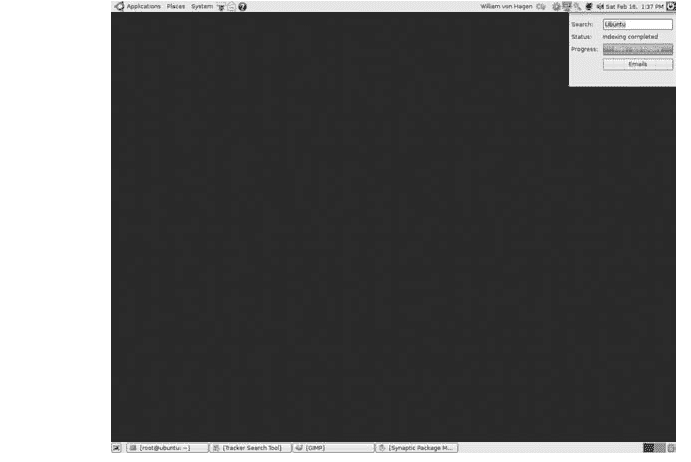 Applications Places System William von Hagen Sat Feb 16, 1:37 PM
Search: Ubuntu
Status: Indexing completed
Progress:
Emails
[root@ubuntu: ~] [Tracker Search Tool] [GIMP] [Synaptic Package M...